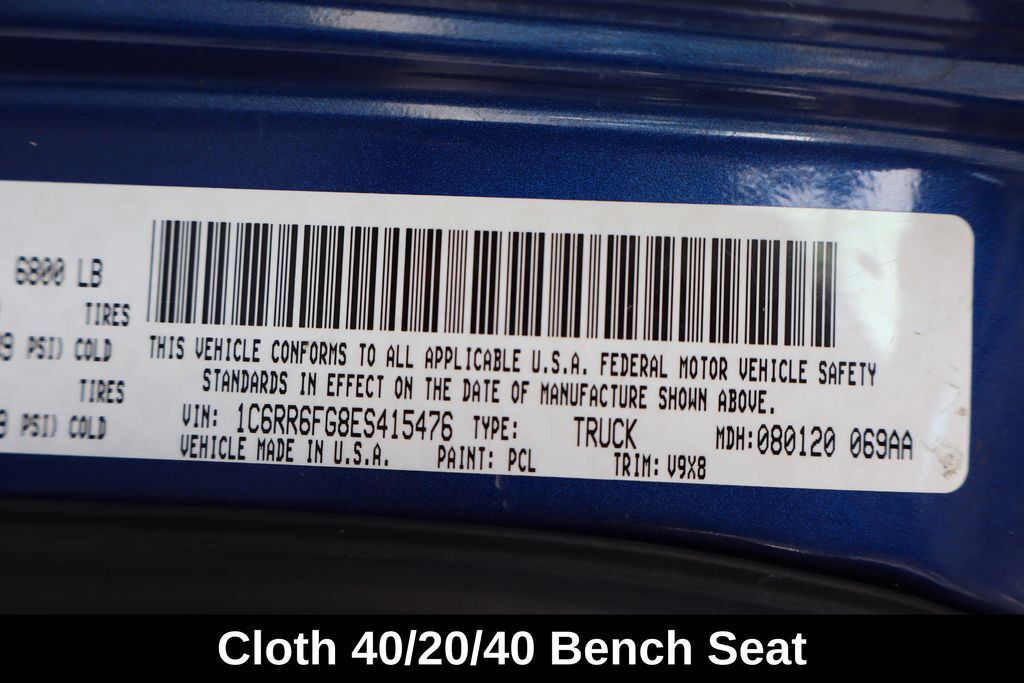 6800 LB
TIRES
PSI) COLD
TIRES
PSI) COLD
THIS VEHICLE CONFORMS TO ALL APPLICABLE U.S.A. FEDERAL MOTOR VEHICLE SAFETY
STANDARDS IN EFFECT ON THE DATE OF MANUFACTURE SHOWN ABOVE.
VIN: 1C6RR6FG8ES415476 TYPE: TRUCK MDH:080120 069AA
VEHICLE MADE IN U.S.A. PAINT: PCL TRIM: V9X8
Cloth 40/20/40 Bench Seat